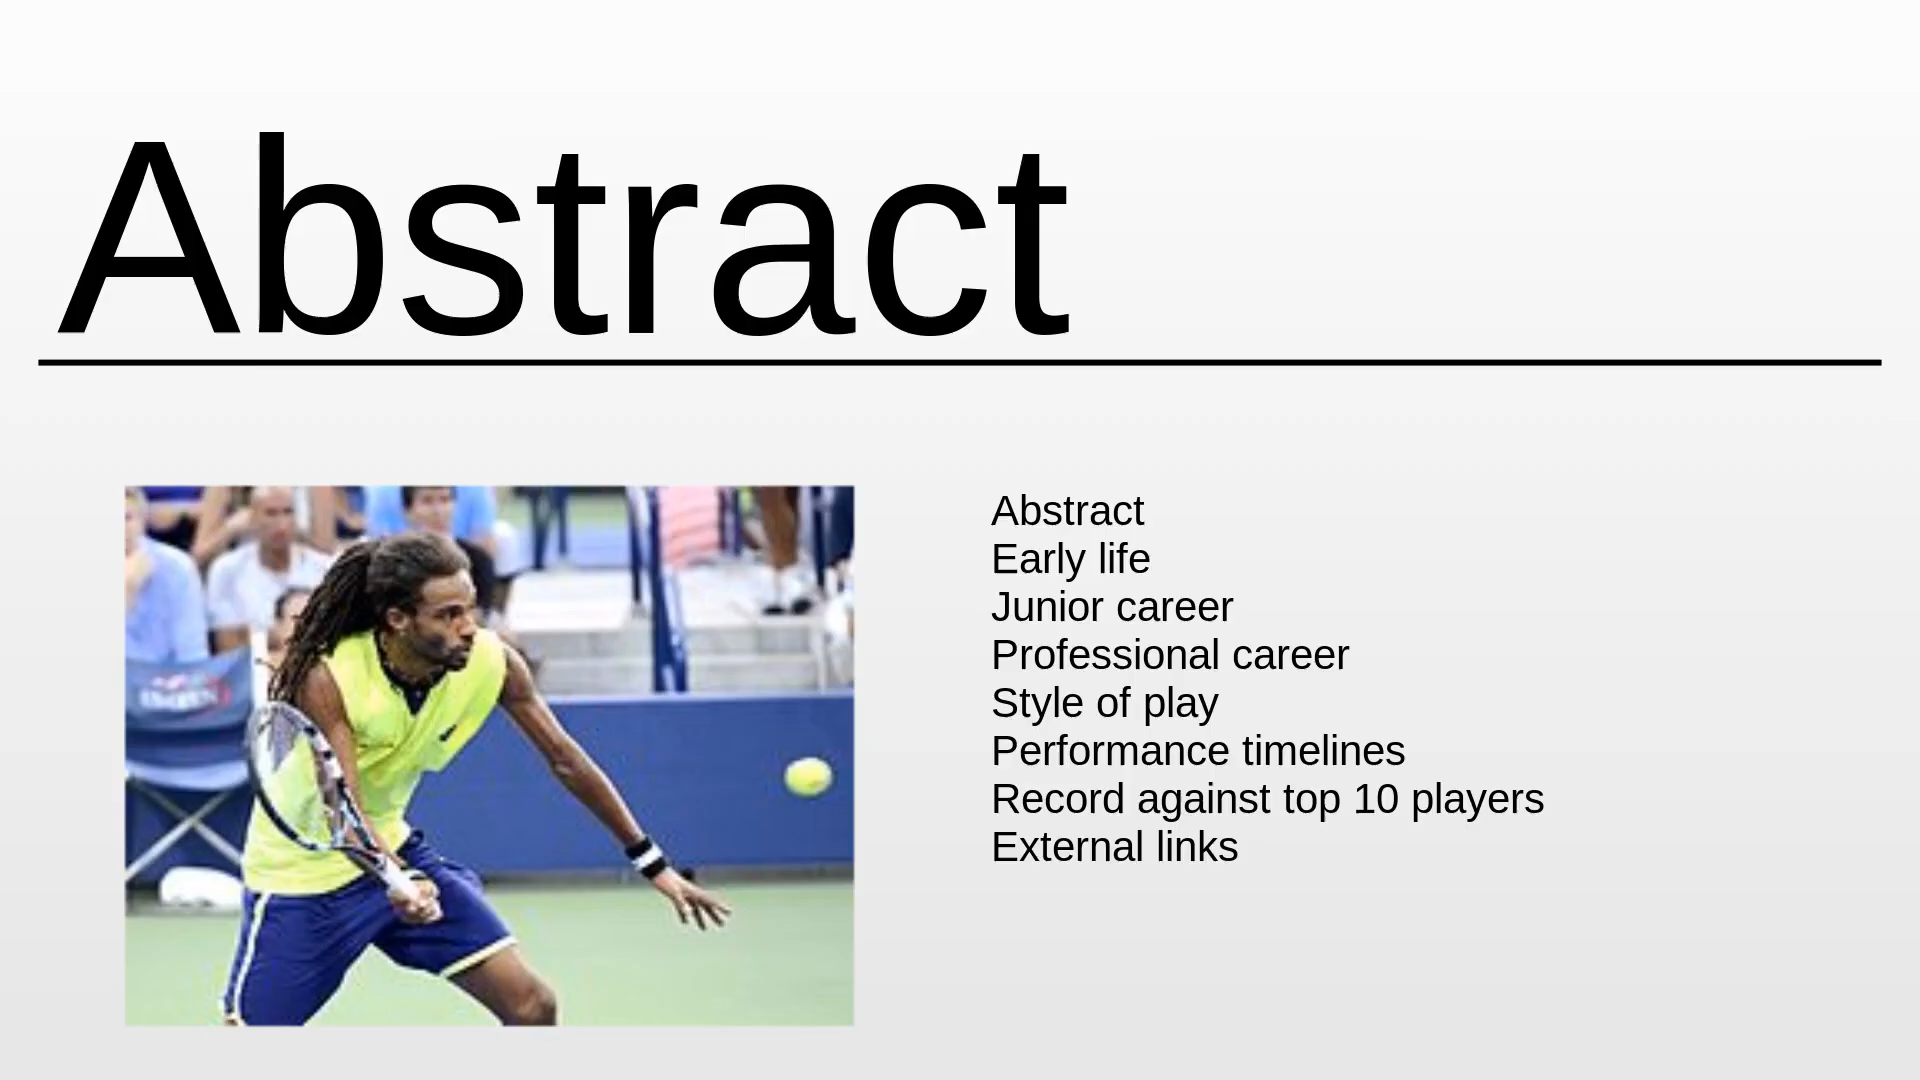 Abstract
Abstract
Early life
Junior career
Professional career
Style of play
Performance timelines
Record against top 10 players
External links